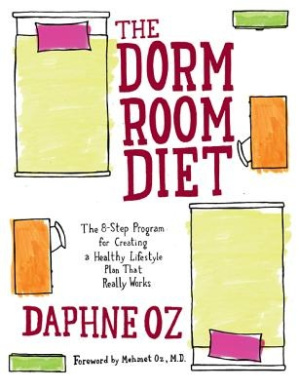 THE
DORM
ROOM
DIET
The 8-Step Program
for Creating
a Healthy Lifestyle
Plan That
Really Works
DAPHNE OZ
Foreword by Mehmet Oz, M.D.